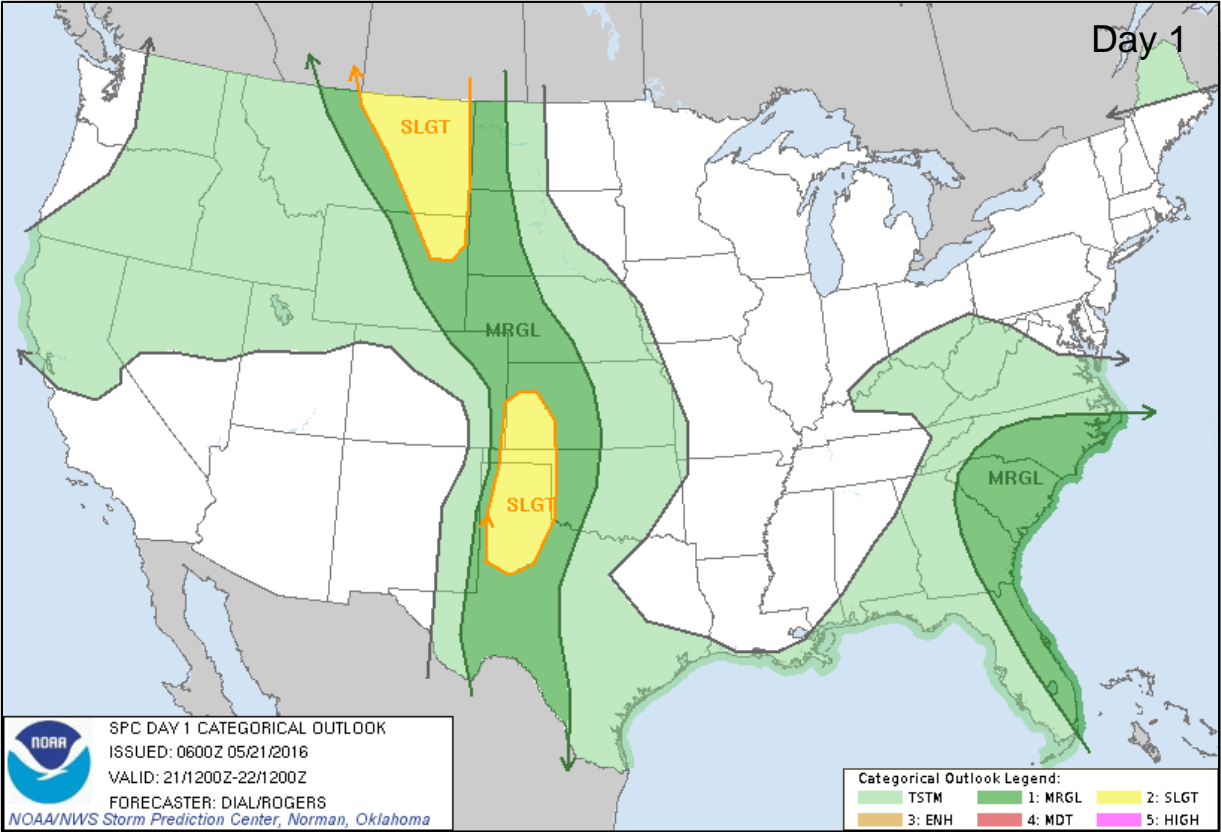 Day 1
SLGT
MRGL
SLGT
MRGL
NOAA
SPC DAY 1 CATEGORICAL OUTLOOK
ISSUED: 0600Z 05/21/2016
VALID: 21/1200Z-22/1200Z
FORECASTER: DIAL/ROGERS
NOAA/NWS Storm Prediction Center, Norman, Oklahoma
Categorical Outlook Legend:
TSTM 1: MRGL 2: SLGT
3: ENH 4: MDT 5: HIGH